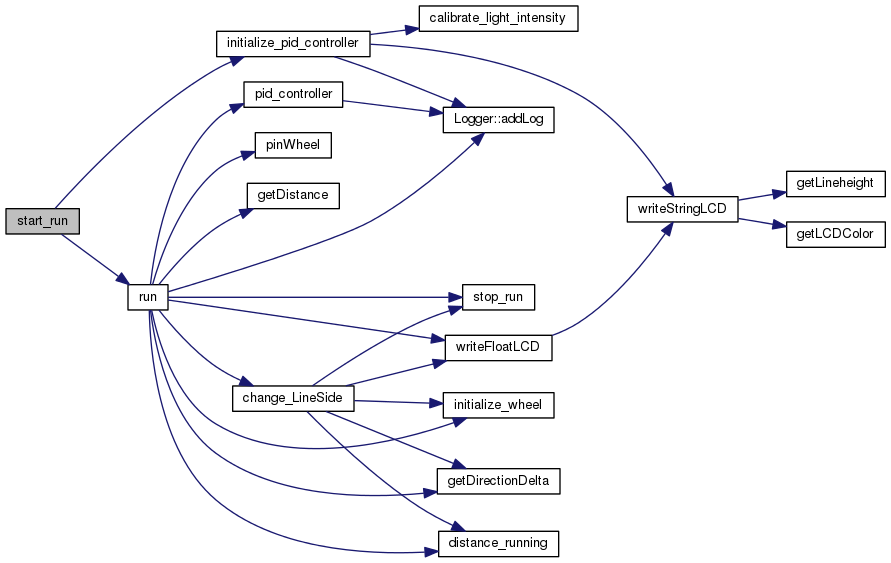 calibrate_light_intensity
initialize_pid_controller
pid_controller
Logger::addLog
pinWheel
getDistance
getLineheight
writeStringLCD
start_run
getLCDColor
run
stop_run
writeFloatLCD
change_LineSide
initialize_wheel
getDirectionDelta
distance_running